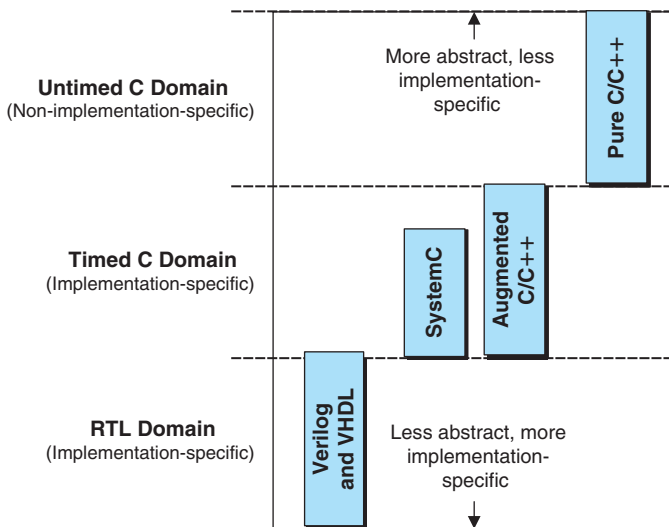 Untimed C Domain
(Non-implementation-specific)
More abstract, less
implementation-
specific
Pure C/C++
Timed C Domain
(Implementation-specific)
SystemC
Augmented
C/C++
RTL Domain
(Implementation-specific)
Verilog
and VHDL
Less abstract, more
implementation-
specific